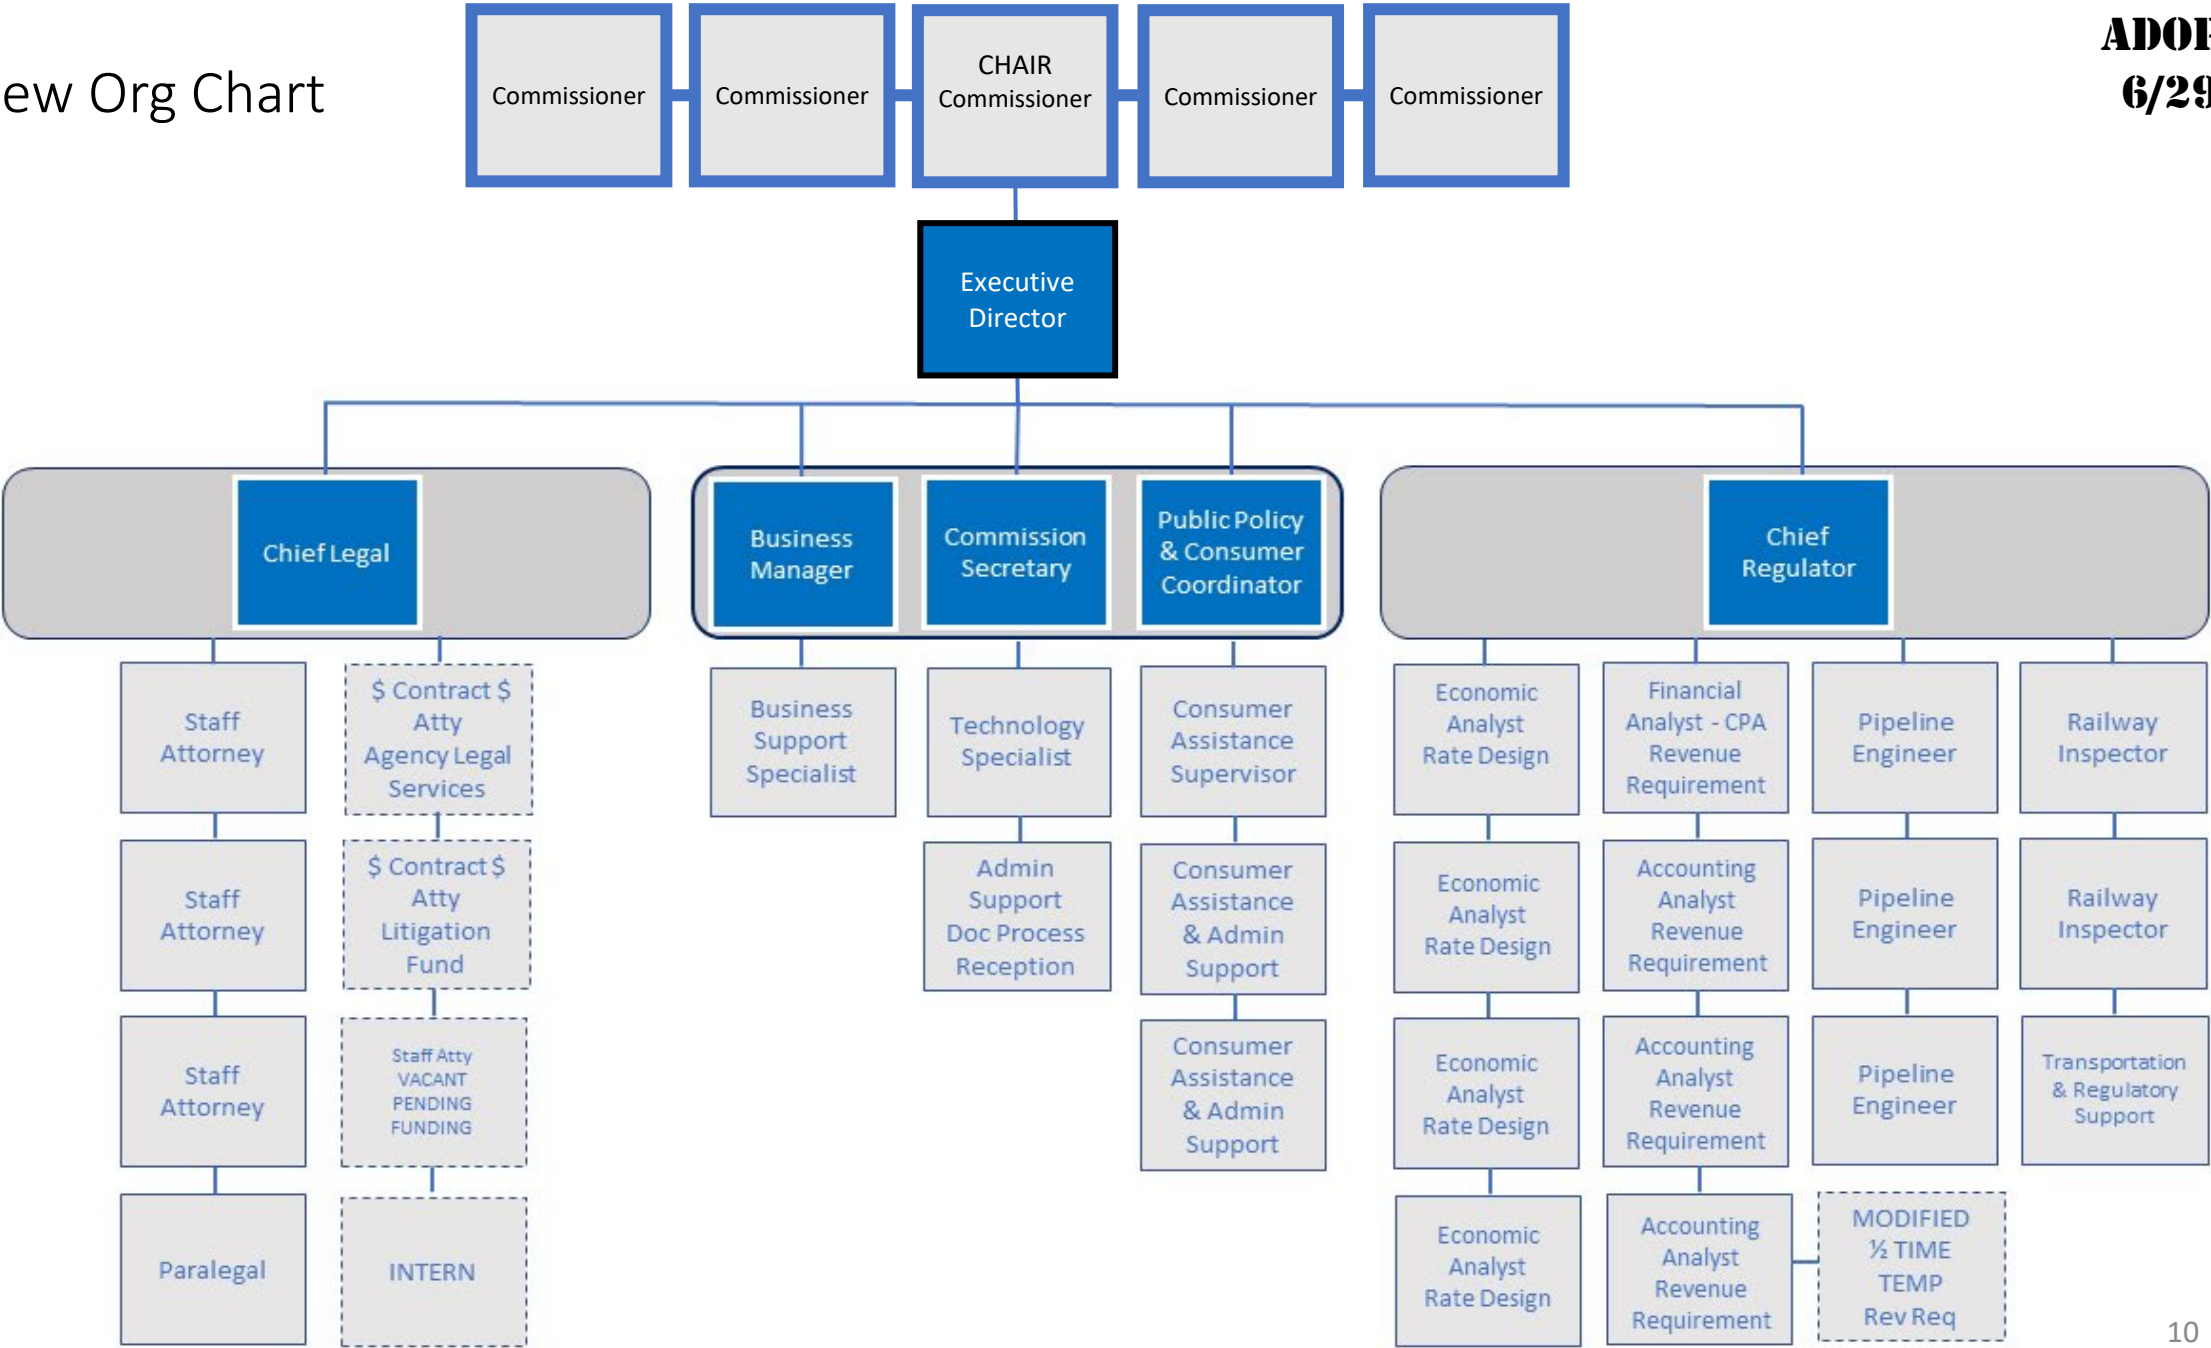 ew Org Chart
Commissioner
Commissioner
CHAIR
Commissioner
Commissioner
Commissioner
6/29
Executive
Director
Chief Legal
Business
Manager
Commission
Secretary
Public Policy
& Consumer
Coordinator
Chief
Regulator
Staff
Attorney
$ Contract $
Atty
Agency Legal
Services
Business
Support
Specialist
Technology
Specialist
Consumer
Assistance
Supervisor
Economic
Analyst
Rate Design
Financial
Analyst - CPA
Revenue
Requirement
Pipeline
Engineer
Railway
Inspector
Staff
Attorney
$ Contract $
Atty
Litigation
Fund
Admin
Support
Doc Process
Reception
Consumer
Assistance
& Admin
Support
Economic
Analyst
Rate Design
Accounting
Analyst
Revenue
Requirement
Pipeline
Engineer
Railway
Inspector
Staff
Attorney
Staff Atty
VACANT
PENDING
FUNDING
Consumer
Assistance
& Admin
Support
Economic
Analyst
Rate Design
Accounting
Analyst
Revenue
Requirement
Pipeline
Engineer
Transportation
& Regulatory
Support
Paralegal
INTERN
Economic
Analyst
Rate Design
Accounting
Analyst
Revenue
Requirement
MODIFIED
½ TIME
TEMP
Rev Req
10